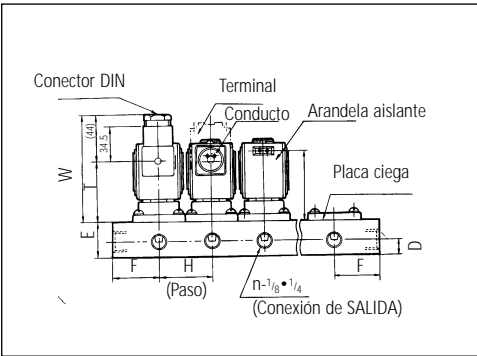 Conector DIN
Terminal
Conducto
Arandela aislante
Placa ciega
(44)
34.5
W
T
E
D
F
H
F
(Paso)
n-1/8•1/4
(Conexión de SALIDA)